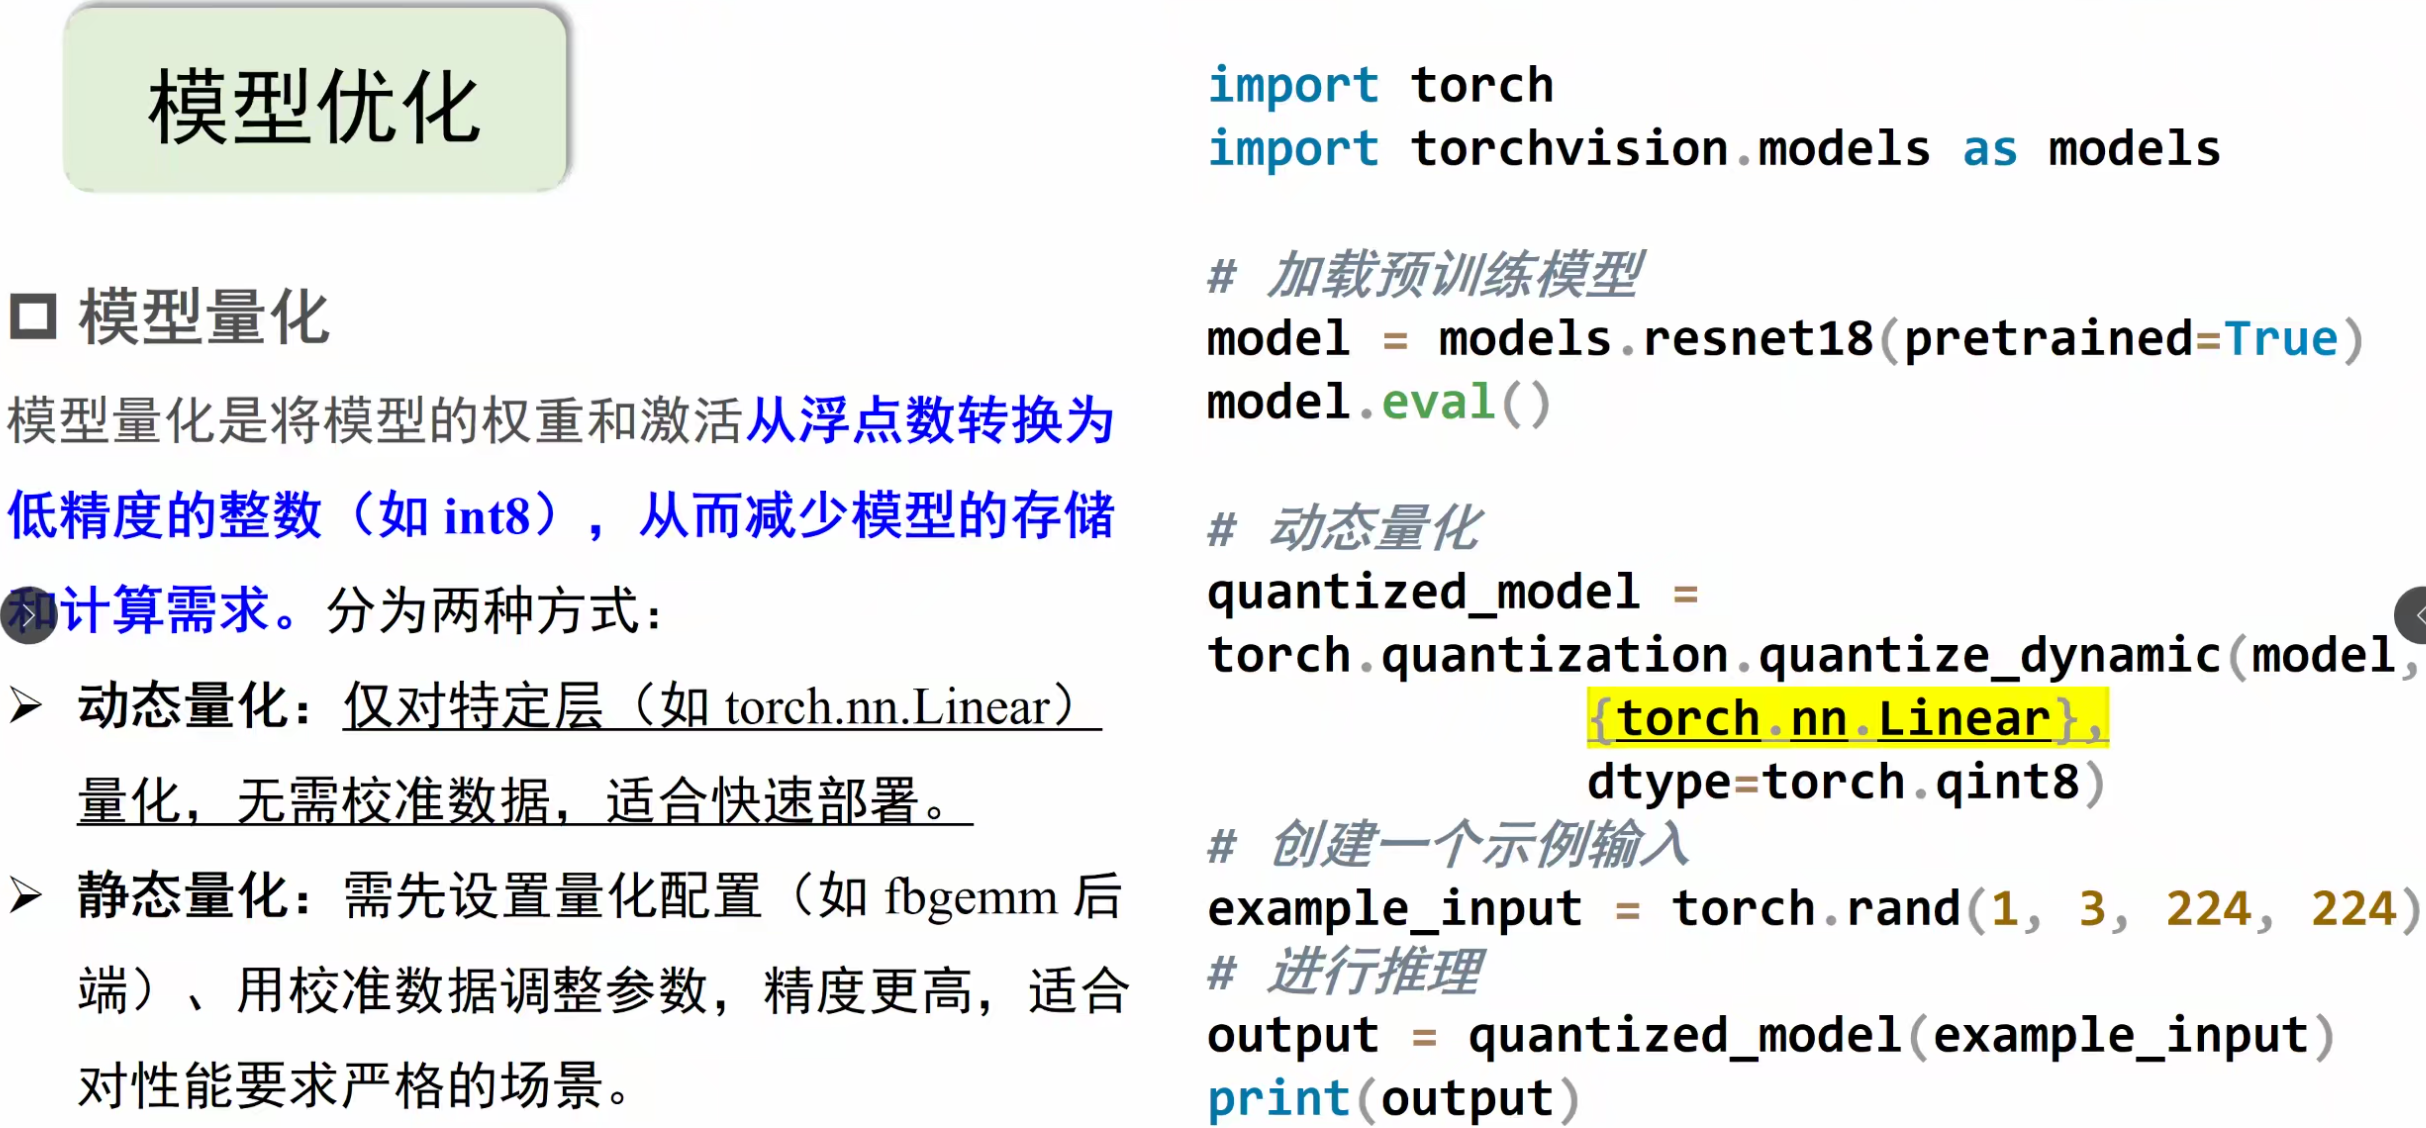 模型优化
模型量化
模型量化是将模型的权重和激活从浮点数转换为
低精度的整数（如 int8），从而减少模型的存储
和计算需求。分为两种方式：
动态量化：仅对特定层（如 torch.nn.Linear）
量化，无需校准数据，适合快速部署。
静态量化：需先设置量化配置（如 fbgemm 后
端）、用校准数据调整参数，精度更高，适合
对性能要求严格的场景。
import torch
import torchvision.models as models
# 加载预训练模型
model = models.resnet18(pretrained=True)
model.eval()
# 动态量化
quantized_model =
torch.quantization.quantize_dynamic(model,
{torch.nn.Linear},
dtype=torch.qint8)
# 创建一个示例输入
example_input = torch.rand(1, 3, 224, 224)
# 进行推理
output = quantized_model(example_input)
print(output)